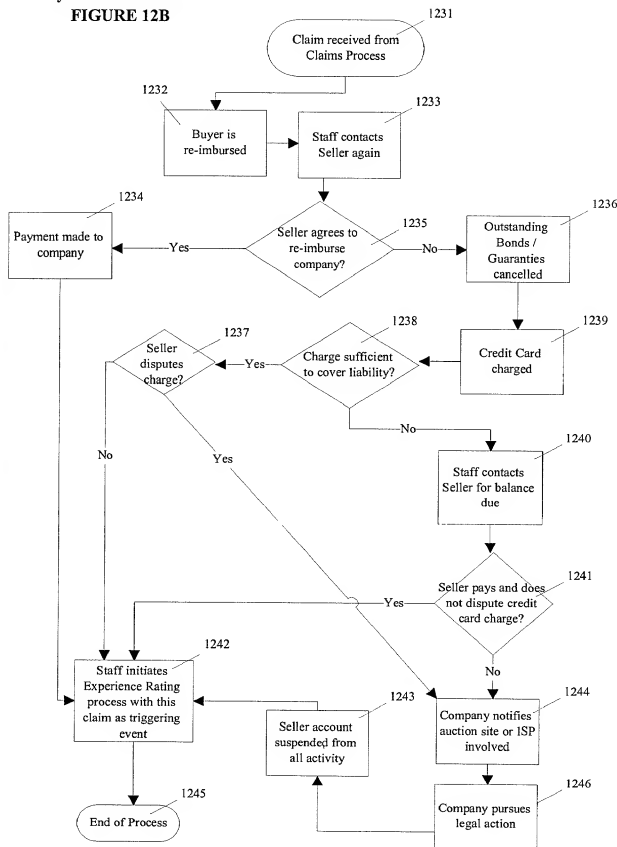 FIGURE 12B
1231
Claim received from
Claims Process
1232
Buyer is
re-imbursed
1233
Staff contacts
Seller again
1234
Payment made to
company
Yes
Seller agrees to
re-imburse
company?
1235
No
1236
Outstanding
Bonds /
Guaranties
cancelled
1237
Seller
disputes
charge?
Yes
1238
Charge sufficient
to cover liability?
1239
Credit Card
charged
No
No
Yes
1240
Staff contacts
Seller for balance
due
1241
Seller pays and does
not dispute credit
card charge?
Yes
No
1242
Staff initiates
Experience Rating
process with this
claim as triggering
event
1243
Seller account
suspended from
all activity
1244
Company notifies
auction site or ISP
involved
1245
End of Process
1246
Company pursues
legal action